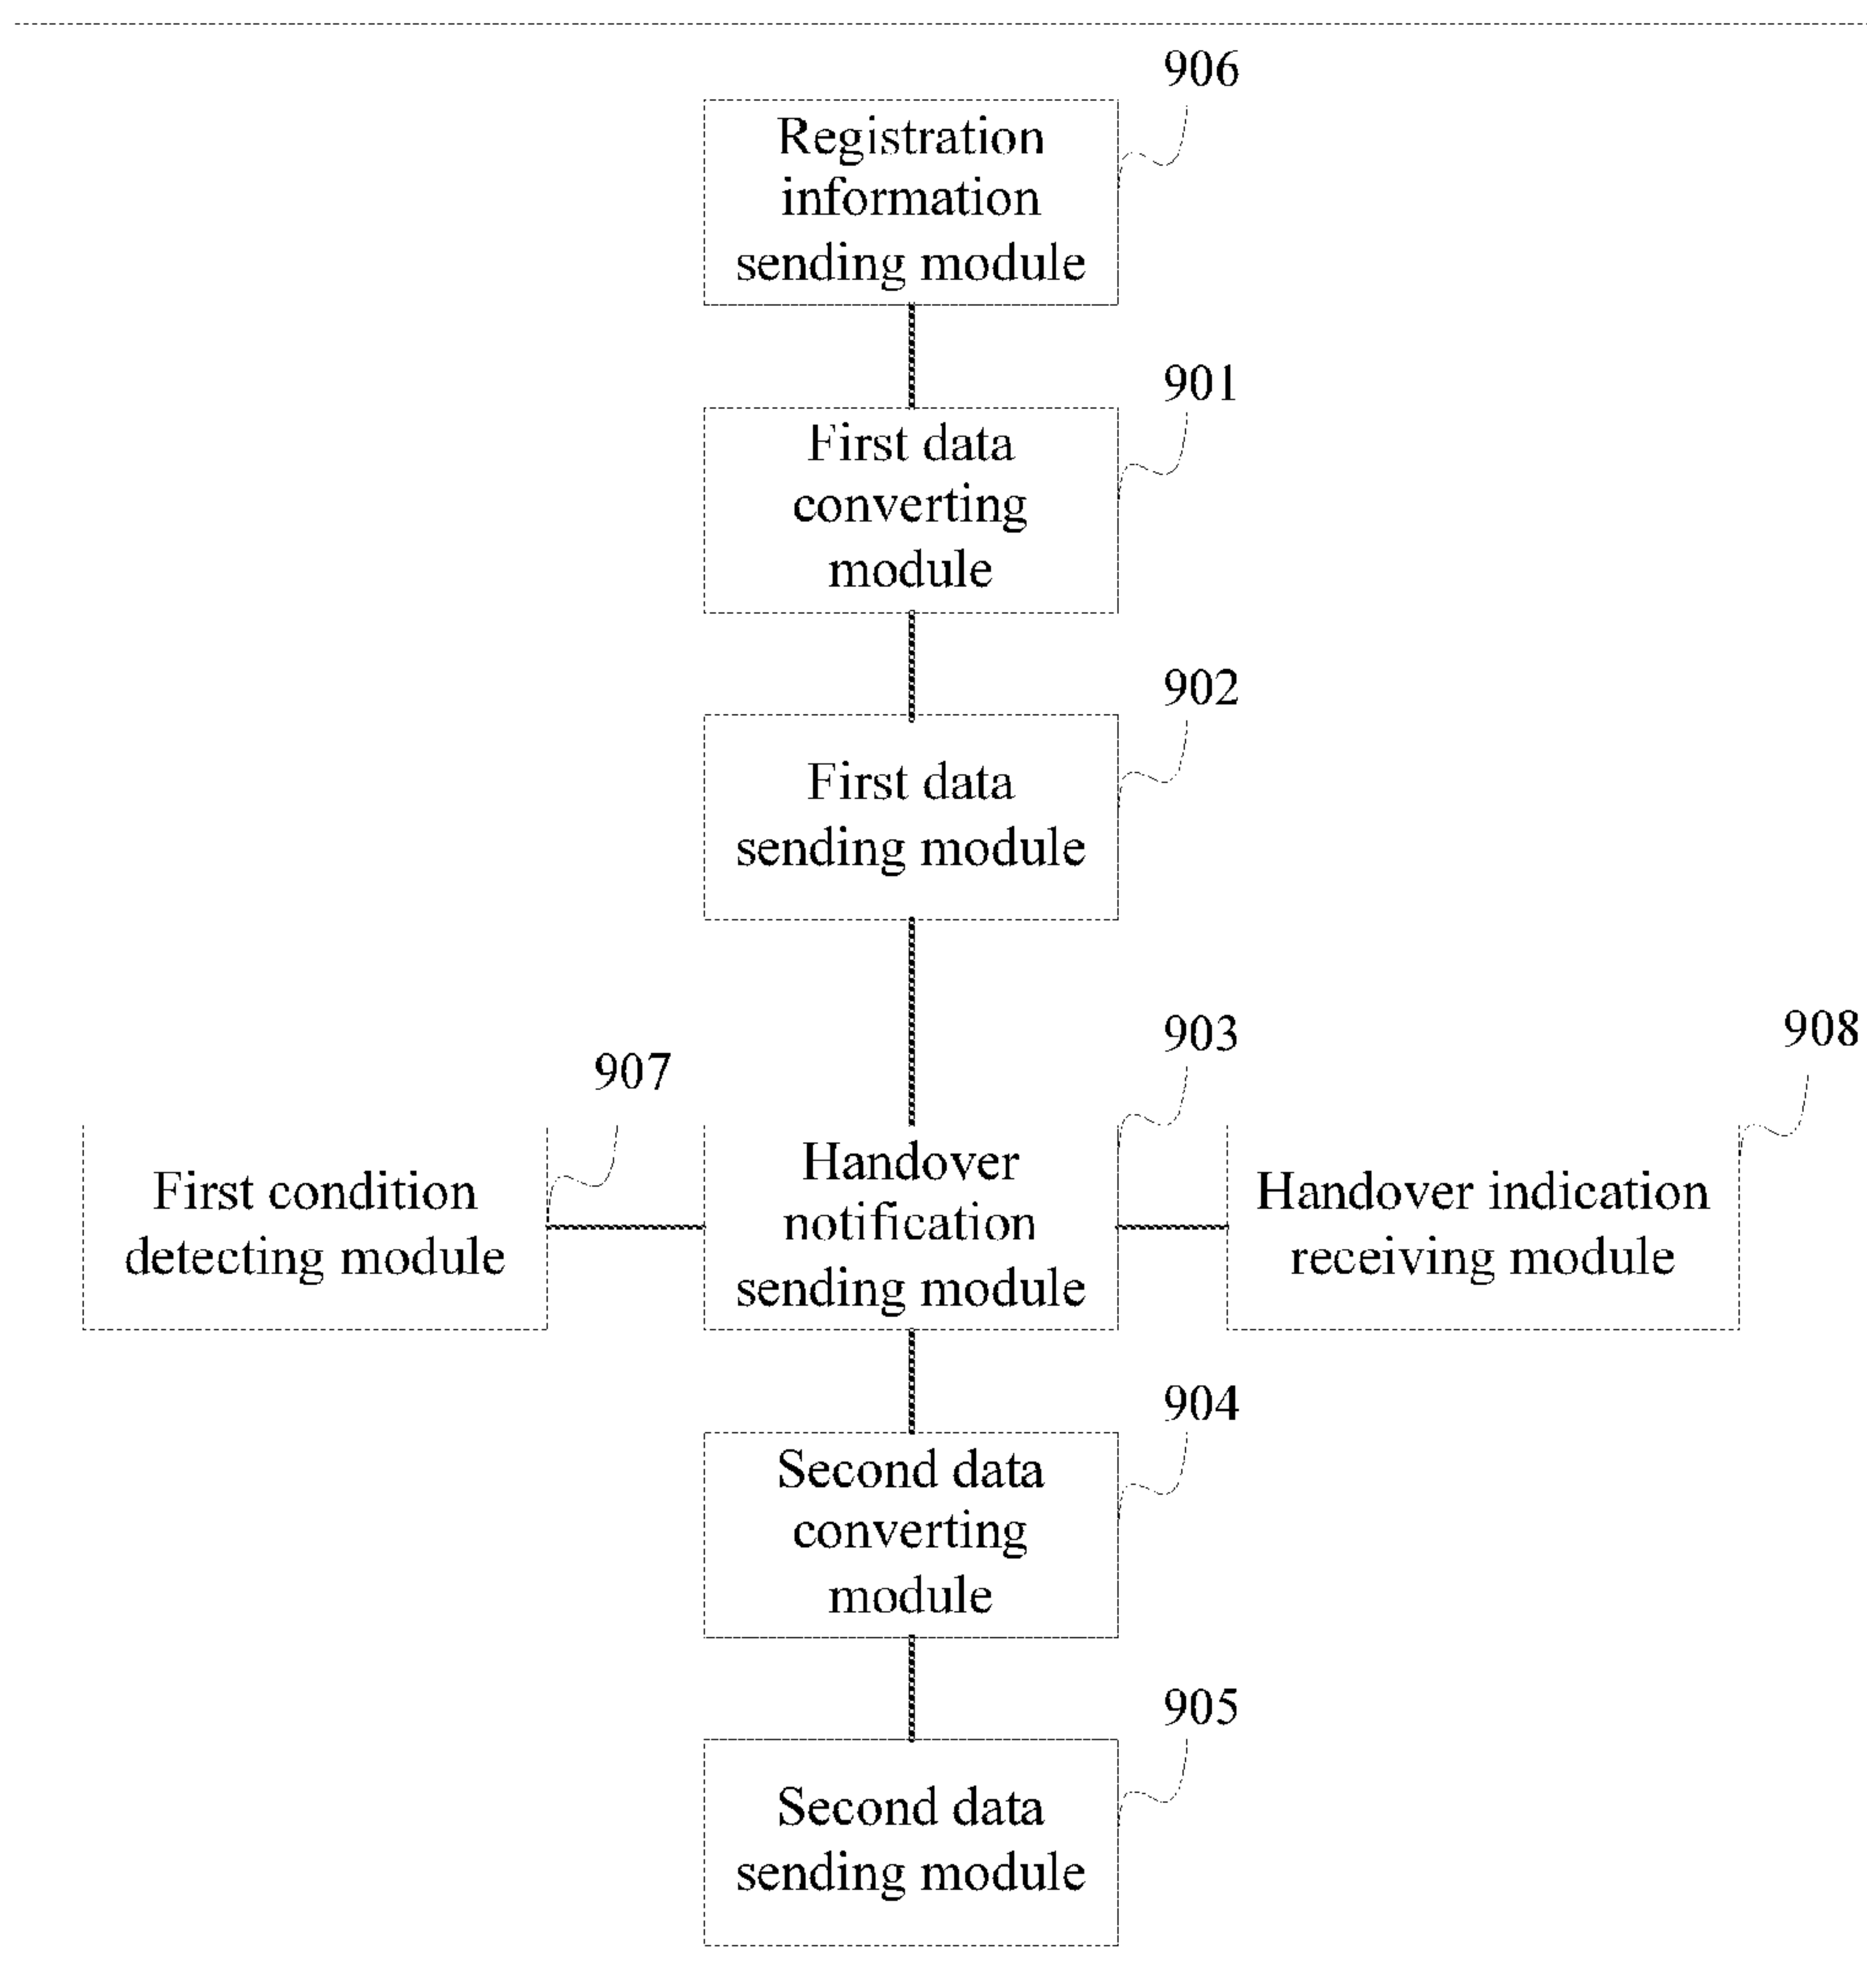 906
Registration
information
sending module
901
First data
converting
module
902
First data
sending module
903
908
907
Handover
notification
sending module
First condition
detecting module
Handover indication
receiving module
904
Second data
converting
module
905
Second data
sending module